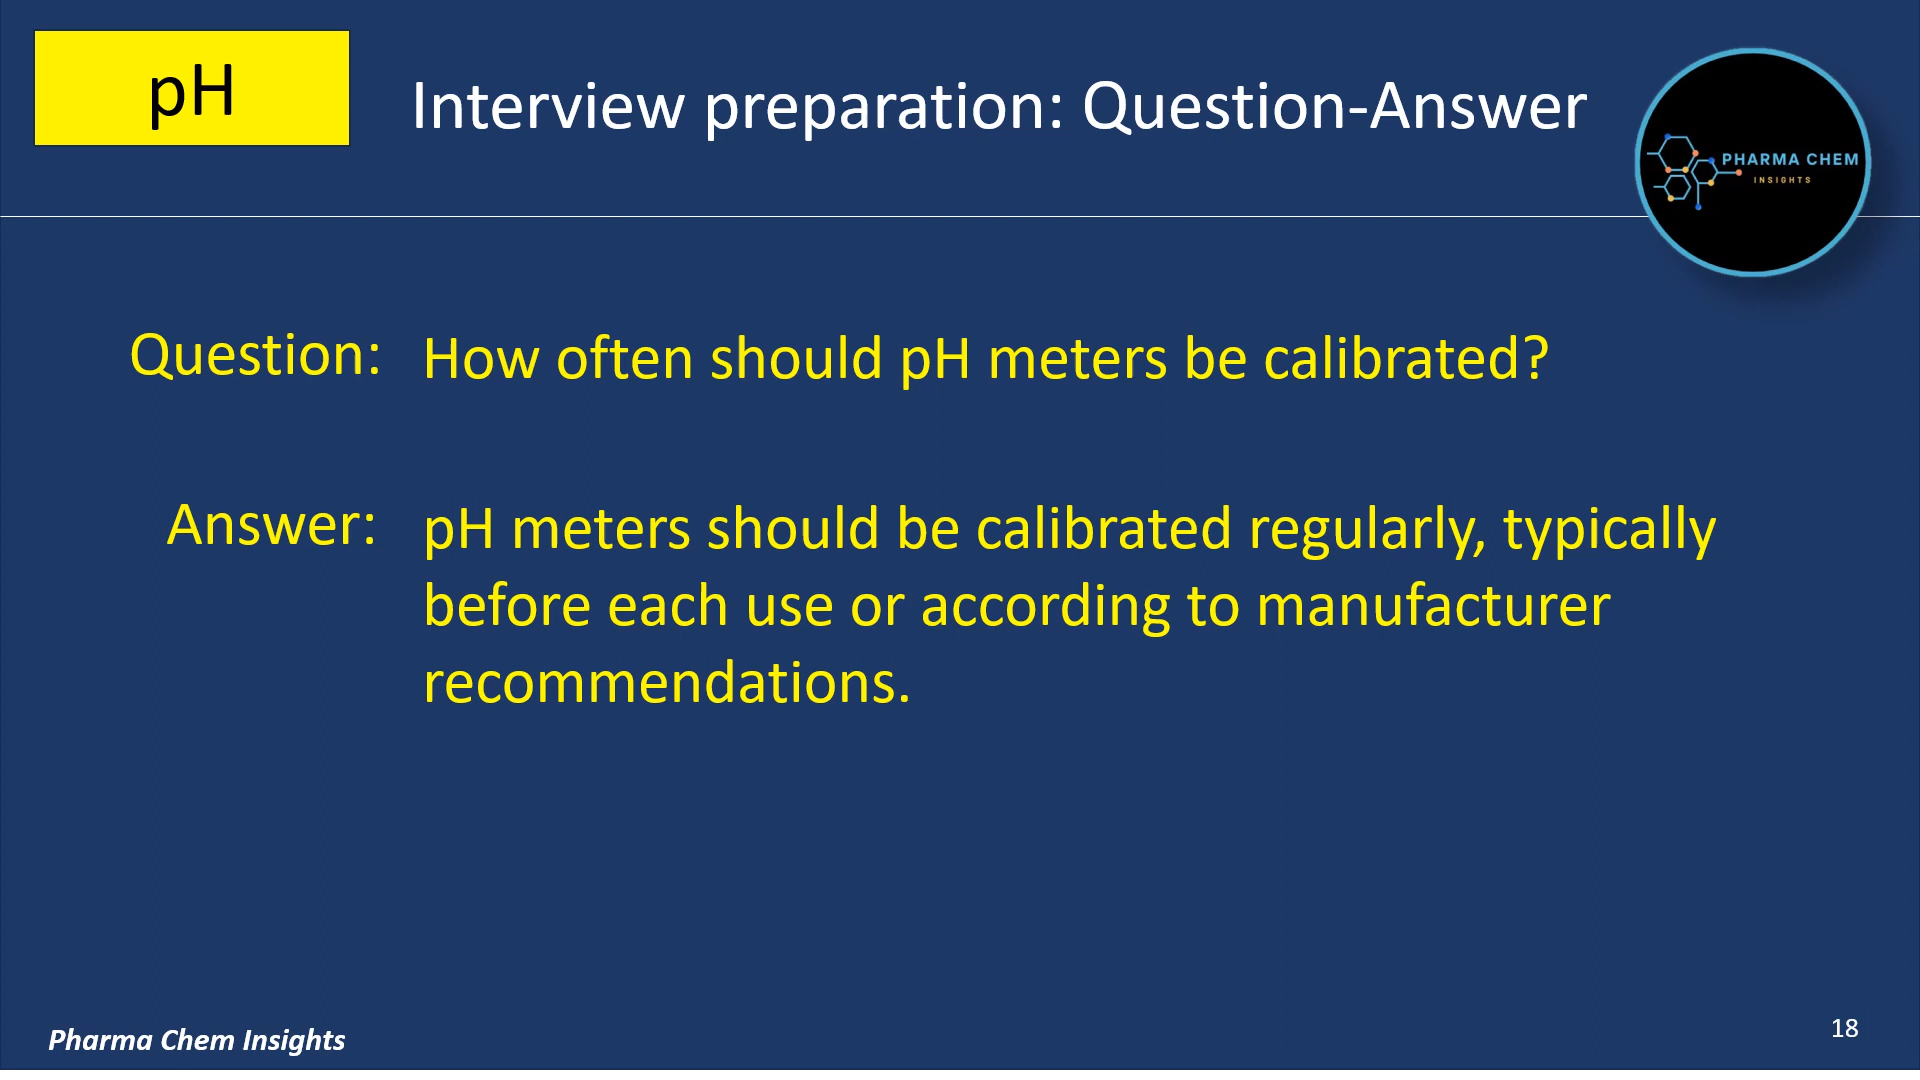 pH
Interview preparation: Question-Answer
PHARMA CHEM
INSIGHTS
Question: How often should pH meters be calibrated?
Answer: pH meters should be calibrated regularly, typically
before each use or according to manufacturer
recommendations.
Pharma Chem Insights
18